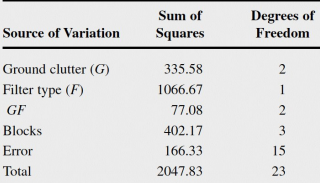 Source of Variation Sum of Squares Degrees of Freedom
Ground clutter (G) 335.58 2
Filter type (F) 1066.67 1
GF 77.08 2
Blocks 402.17 3
Error 166.33 15
Total 2047.83 23